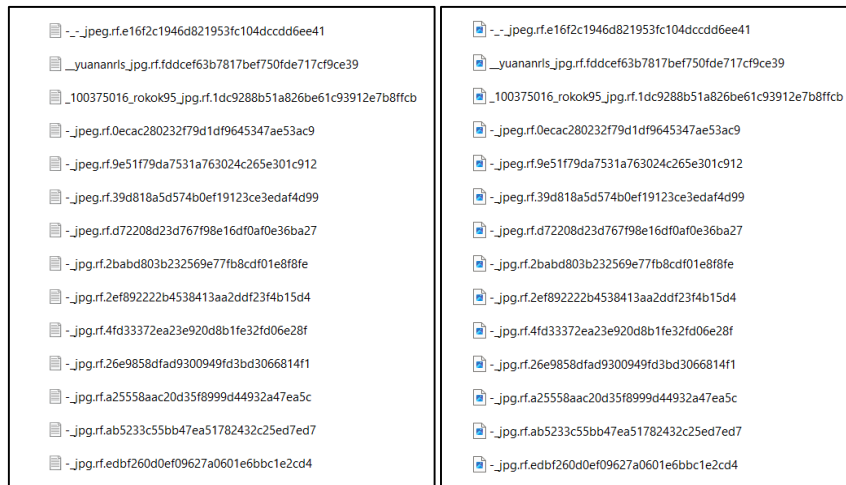 -_-_jpeg.rf.e16f2c1946d821953fc104dccdd6ee41
__yuananrls_jpg.rf.fddcef63b7817bef750fde717cf9ce39
_100375016_rokok95_jpg.rf.1dc9288b51a826be61c93912e7b8ffcb
-_jpeg.rf.0ecac280232f79d1df9645347ae53ac9
-_jpeg.rf.9e51f79da7531a763024c265e301c912
-_jpeg.rf.39d818a5d574b0ef19123ce3edaf4d99
-_jpeg.rf.d72208d23d767f98e16df0af0e36ba27
-_jpg.rf.2babd803b232569e77fb8cdf01e8f8fe
-_jpg.rf.2ef892222b4538413aa2ddf23f4b15d4
-_jpg.rf.4fd33372ea23e920d8b1fe32fd06e28f
-_jpg.rf.26e9858dfad9300949fd3bd3066814f1
-_jpg.rf.a25558aac20d35f8999d44932a47ea5c
-_jpg.rf.ab5233c55bb47ea51782432c25ed7ed7
-_jpg.rf.edbf260d0ef09627a0601e6bbc1e2cd4
-_-_jpeg.rf.e16f2c1946d821953fc104dccdd6ee41
__yuananrls_jpg.rf.fddcef63b7817bef750fde717cf9ce39
_100375016_rokok95_jpg.rf.1dc9288b51a826be61c93912e7b8ffcb
-_jpeg.rf.0ecac280232f79d1df9645347ae53ac9
-_jpeg.rf.9e51f79da7531a763024c265e301c912
-_jpeg.rf.39d818a5d574b0ef19123ce3edaf4d99
-_jpeg.rf.d72208d23d767f98e16df0af0e36ba27
-_jpg.rf.2babd803b232569e77fb8cdf01e8f8fe
-_jpg.rf.2ef892222b4538413aa2ddf23f4b15d4
-_jpg.rf.4fd33372ea23e920d8b1fe32fd06e28f
-_jpg.rf.26e9858dfad9300949fd3bd3066814f1
-_jpg.rf.a25558aac20d35f8999d44932a47ea5c
-_jpg.rf.ab5233c55bb47ea51782432c25ed7ed7
-_jpg.rf.edbf260d0ef09627a0601e6bbc1e2cd4